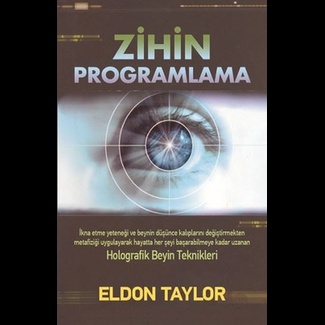 ZİHİN
PROGRAMLAMA
İkna etme yeteneği ve beynin düşünce kalıplarını değiştirmekten
metafiziği uygulayarak hayatta her şeyi başarabilmeye kadar uzanan
Holografik Beyin Teknikleri
ELDON TAYLOR